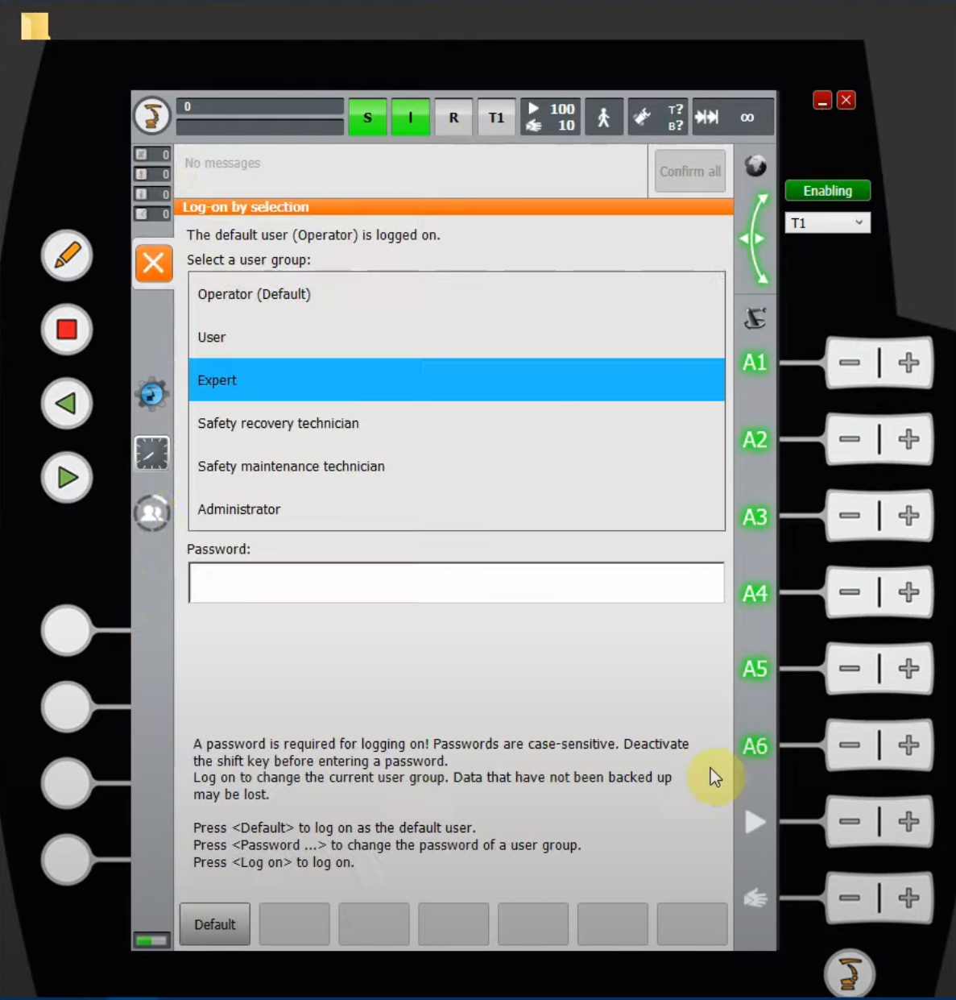 0
S
I
R
T1
100
10
T?
B?
∞
0
0
0
0
No messages
Confirm all
Enabling
T1
Log-on by selection
The default user (Operator) is logged on.
Select a user group:
Operator (Default)
User
Expert
Safety recovery technician
Safety maintenance technician
Administrator
Password:
A1
A2
A3
A4
A5
A6
A password is required for logging on! Passwords are case-sensitive. Deactivate
the shift key before entering a password.
Log on to change the current user group. Data that have not been backed up
may be lost.
Press <Default> to log on as the default user.
Press <Password ...> to change the password of a user group.
Press <Log on> to log on.
Default